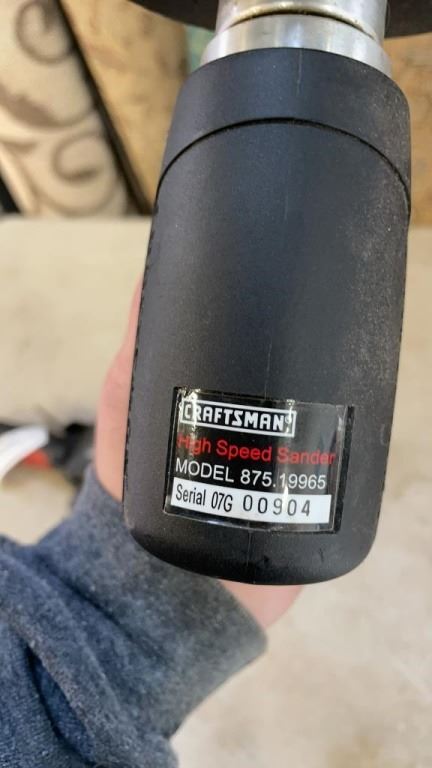 CRAFTSMAN
High Speed Sander
MODEL 875.19965
Serial 07G 00904